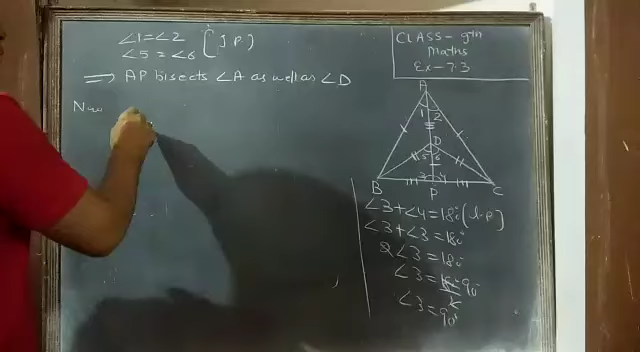 ∠1=∠2
∠5=∠6 [I.P.)
⟹ AP bisects ∠A as well as ∠D
CLASS - 9th
Maths
Ex-7.3
A
1 2
D
5 6
3 4
B P C
∠3+∠4=180° (L.P)
∠3+∠3=180°
2∠3=180°
∠3= 90°
∠3=90°